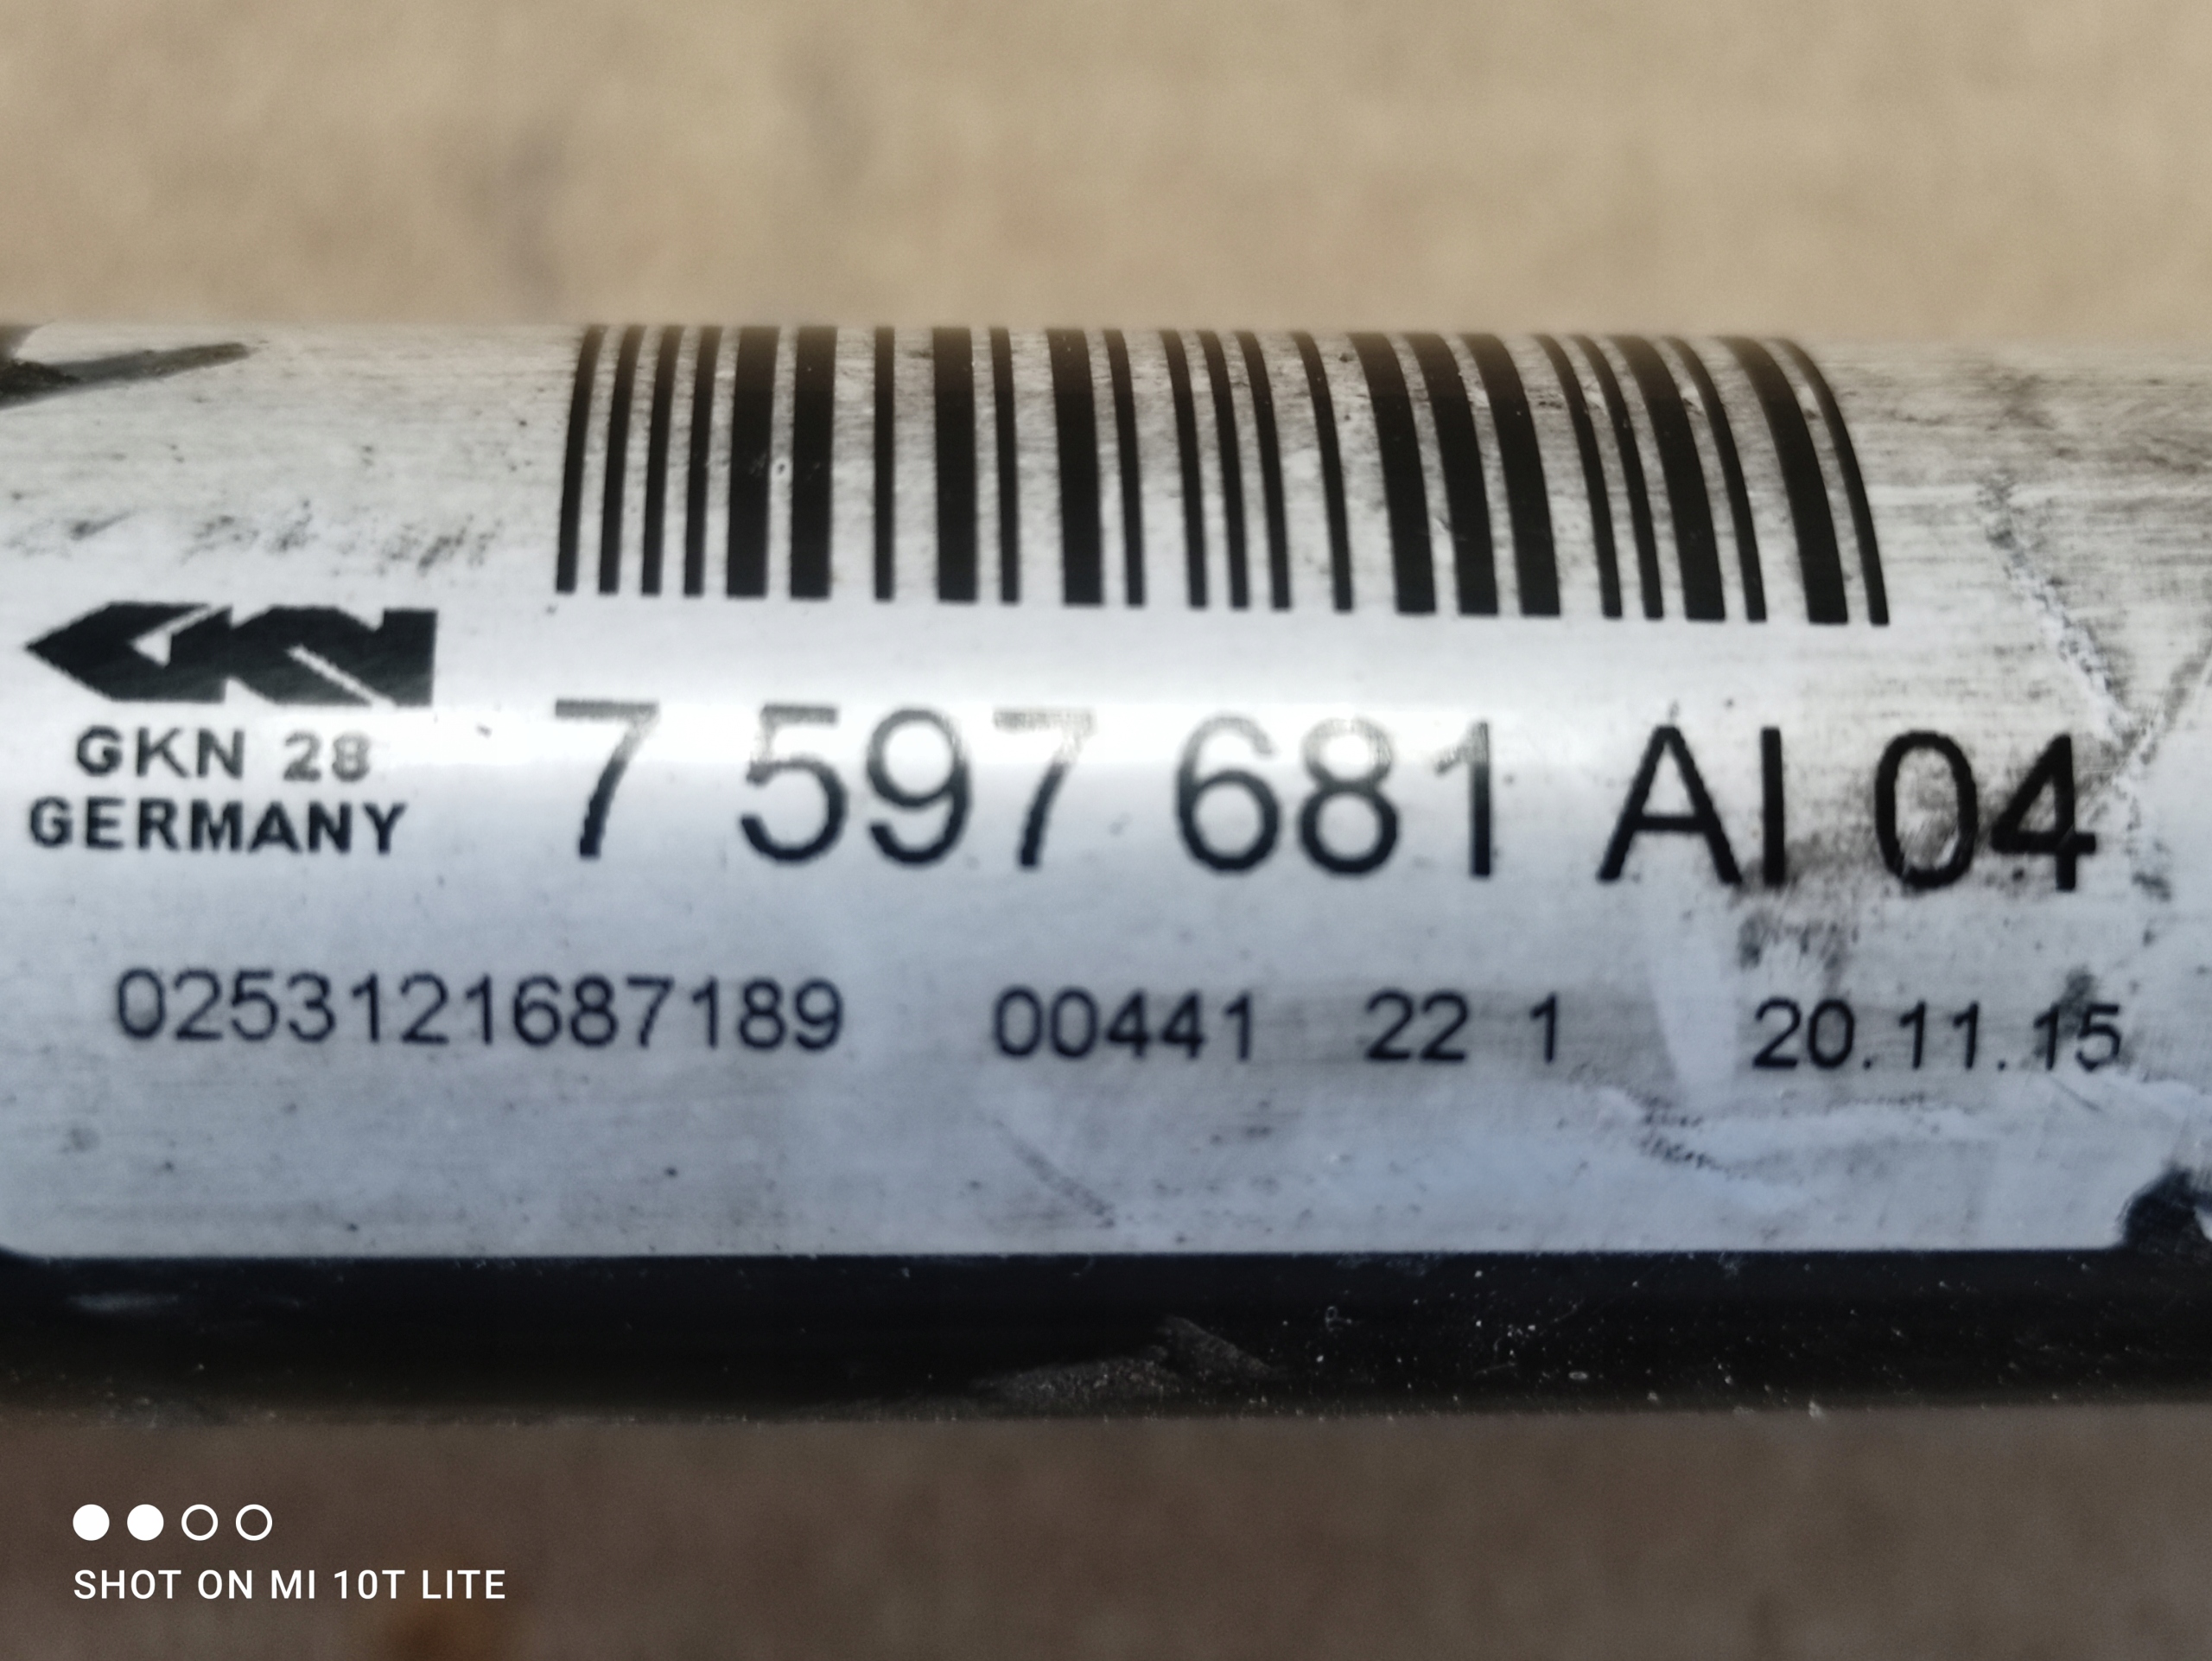 GKN
GKN 28
GERMANY
7 597 681 AI 04
0253121687189 00441 22 1 20.11.15
SHOT ON MI 10T LITE